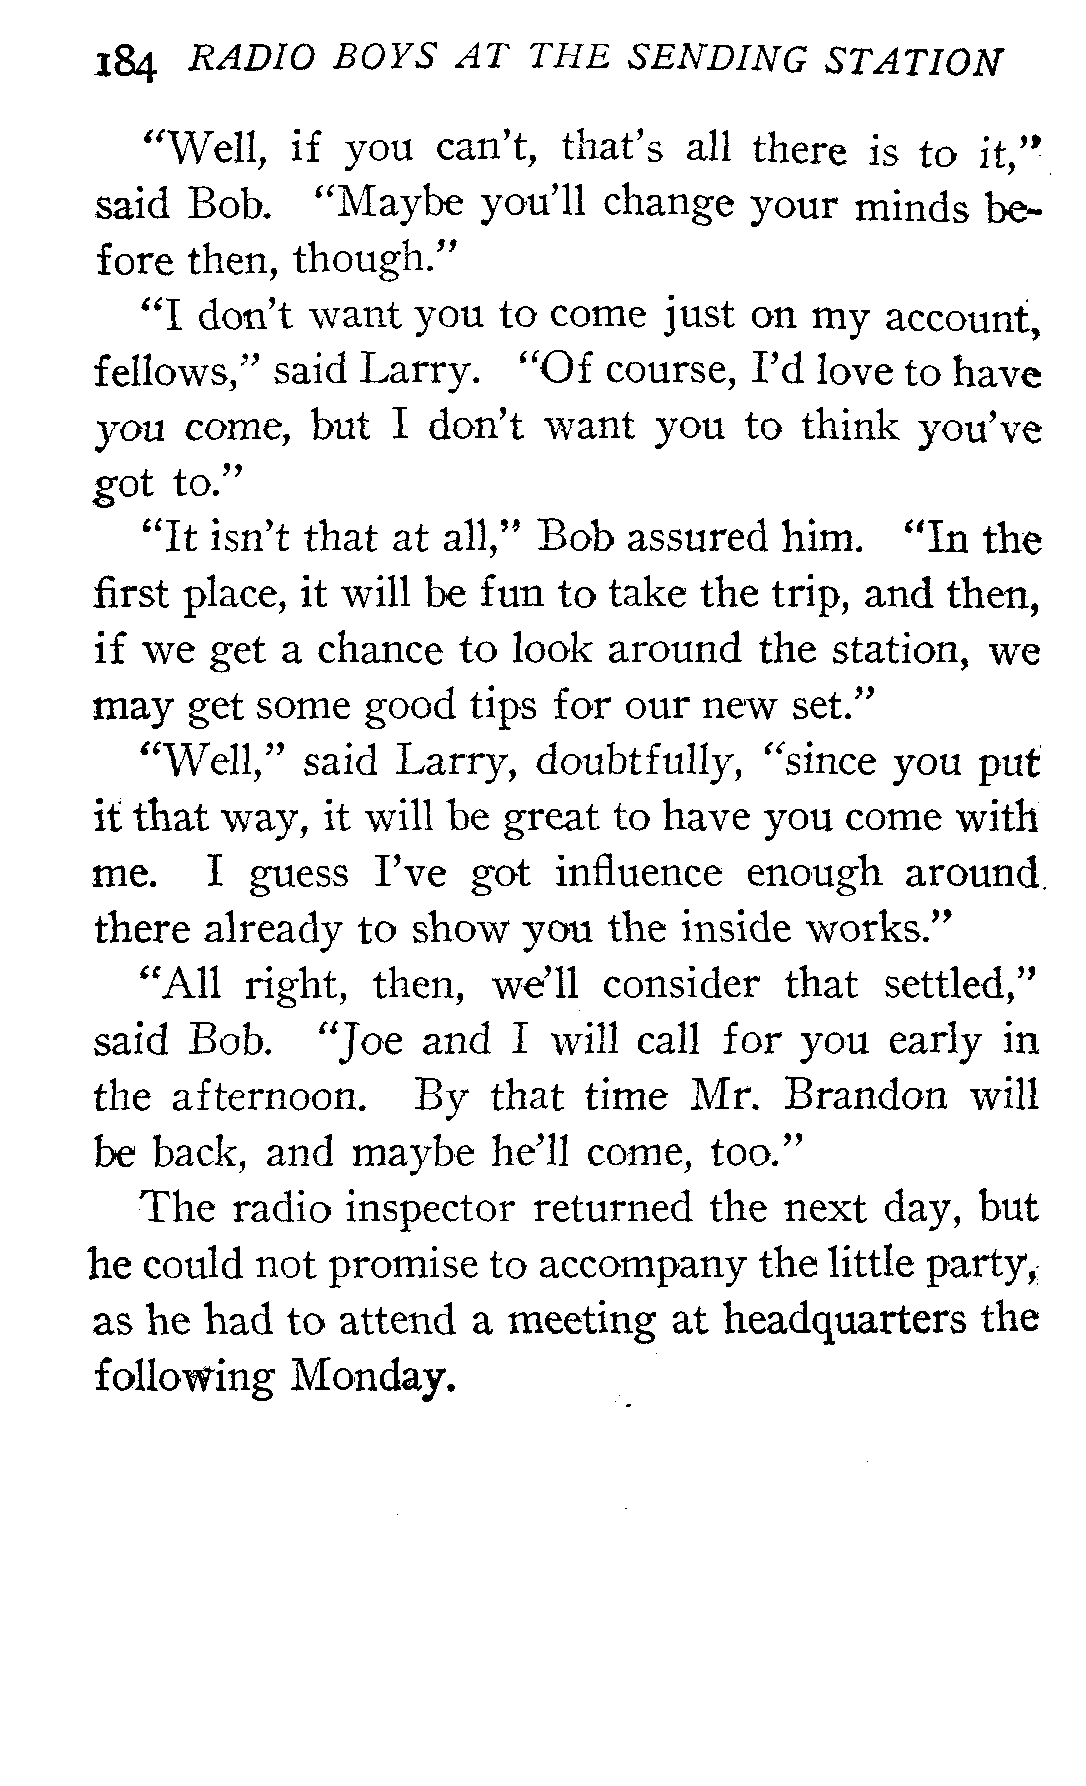 184 RADIO BOYS AT THE SENDING STATION
“Well, if you can’t, that’s all there is to it,”
said Bob. “Maybe you’ll change your minds be-
fore then, though.”
“I don’t want you to come just on my account,
fellows,” said Larry. “Of course, I’d love to have
you come, but I don’t want you to think you’ve
got to.”
“It isn’t that at all,” Bob assured him. “In the
first place, it will be fun to take the trip, and then,
if we get a chance to look around the station, we
may get some good tips for our new set.”
“Well,” said Larry, doubtfully, “since you put
it that way, it will be great to have you come with
me. I guess I’ve got influence enough around
there already to show you the inside works.”
“All right, then, we’ll consider that settled,”
said Bob. “Joe and I will call for you early in
the afternoon. By that time Mr. Brandon will
be back, and maybe he’ll come, too.”
The radio inspector returned the next day, but
he could not promise to accompany the little party,
as he had to attend a meeting at headquarters the
following Monday.